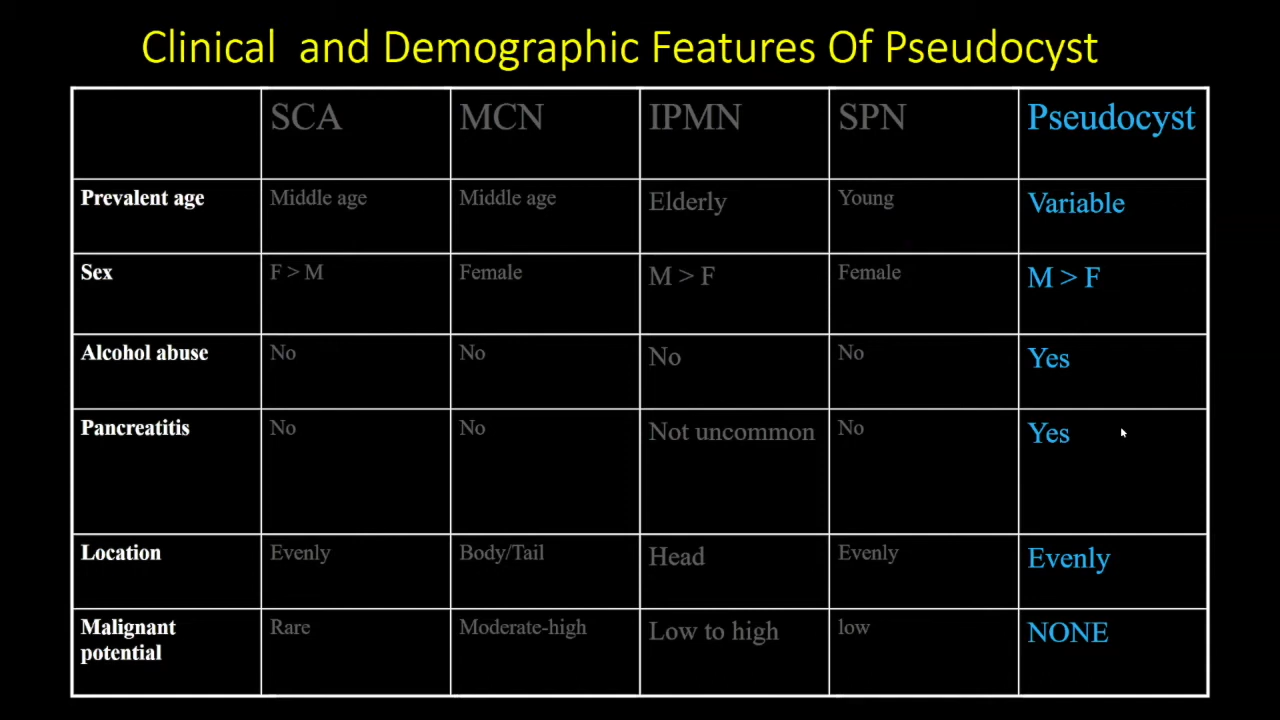 Clinical and Demographic Features Of Pseudocyst
SCA MCN IPMN SPN Pseudocyst
Prevalent age Middle age Middle age Elderly Young Variable
Sex F > M Female M > F Female M > F
Alcohol abuse No No No No Yes
Pancreatitis No No Not uncommon No Yes
Location Evenly Body/Tail Head Evenly Evenly
Malignant potential Rare Moderate-high Low to high low NONE